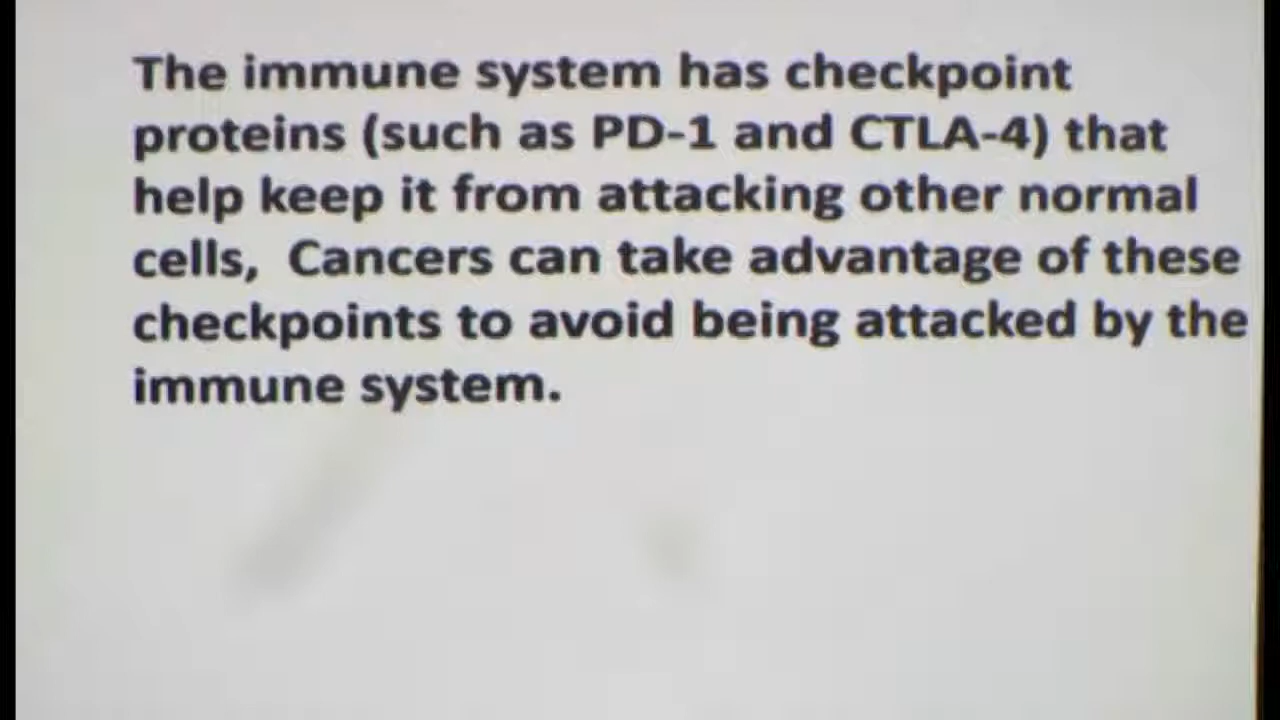 The immune system has checkpoint
proteins (such as PD-1 and CTLA-4) that
help keep it from attacking other normal
cells,  Cancers can take advantage of these
checkpoints to avoid being attacked by the
immune system.